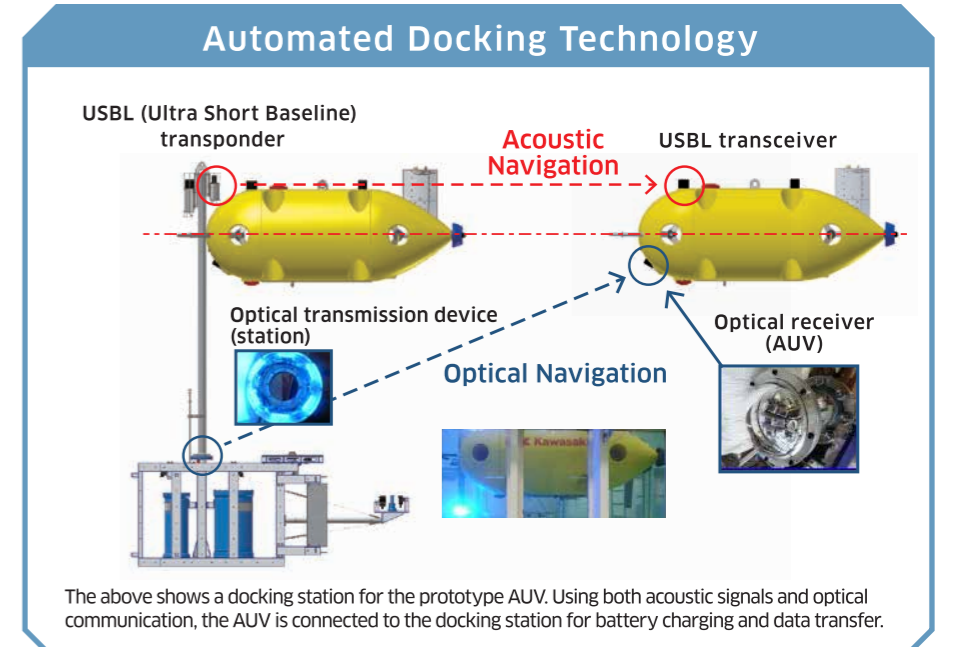 Automated Docking Technology
USBL (Ultra Short Baseline)
transponder
Acoustic
Navigation
USBL transceiver
Optical transmission device
(station)
Optical receiver
(AUV)
Optical Navigation
Kawasaki
The above shows a docking station for the prototype AUV. Using both acoustic signals and optical
communication, the AUV is connected to the docking station for battery charging and data transfer.